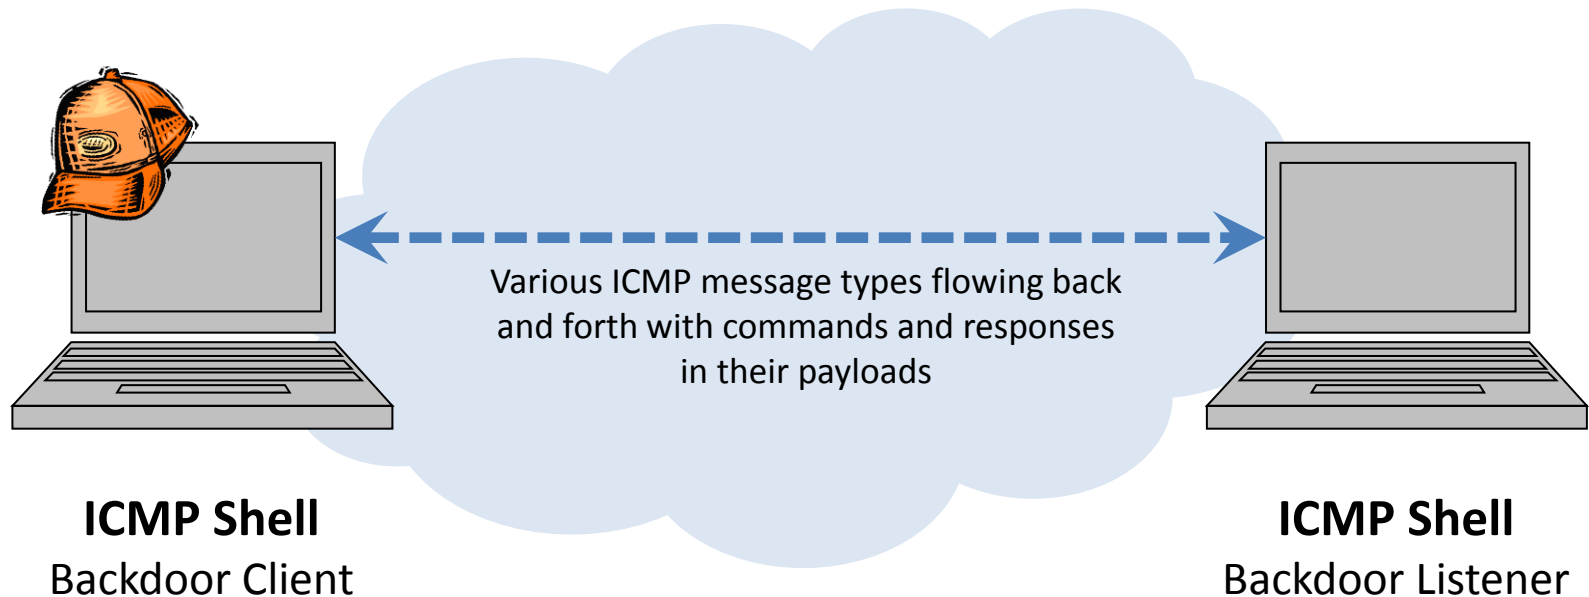 Various ICMP message types flowing back
and forth with commands and responses
in their payloads
ICMP Shell
Backdoor Client
ICMP Shell
Backdoor Listener